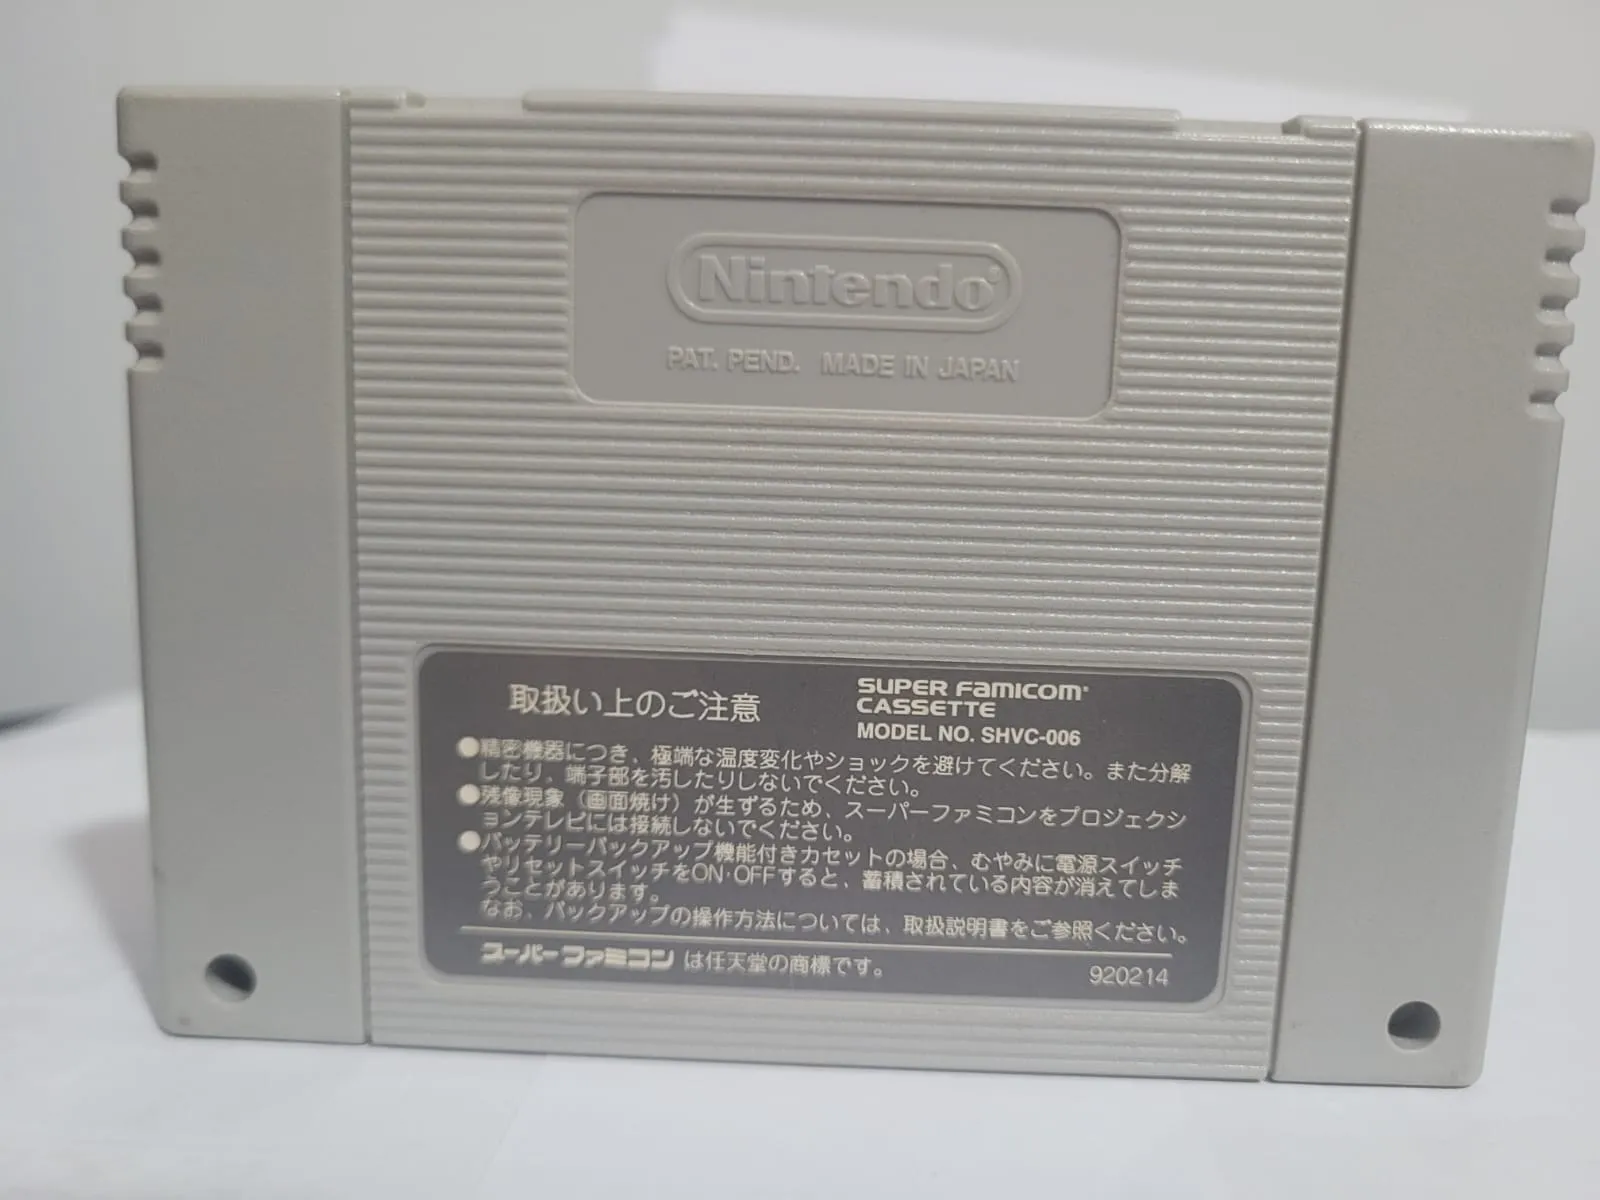 Nintendo®
PAT. PEND. MADE IN JAPAN
取扱い上のご注意
SUPER FAMICOM®
CASSETTE
MODEL NO. SHVC-006
●精密機器につき、極端な温度変化やショックを避けてください。また分解
したり、端子部を汚したりしないでください。
●残像現象（画面焼け）が生ずるため、スーパーファミコンをプロジェクシ
ョンテレビには接続しないでください。
●バッテリーバックアップ機能付きカセットの場合、むやみに電源スイッチ
やリセットスイッチをON·OFFすると、蓄積されている内容が消えてしま
うことがあります。
なお、バックアップの操作方法については、取扱説明書をご参照ください。
スーパーファミコン は任天堂の商標です。
920214